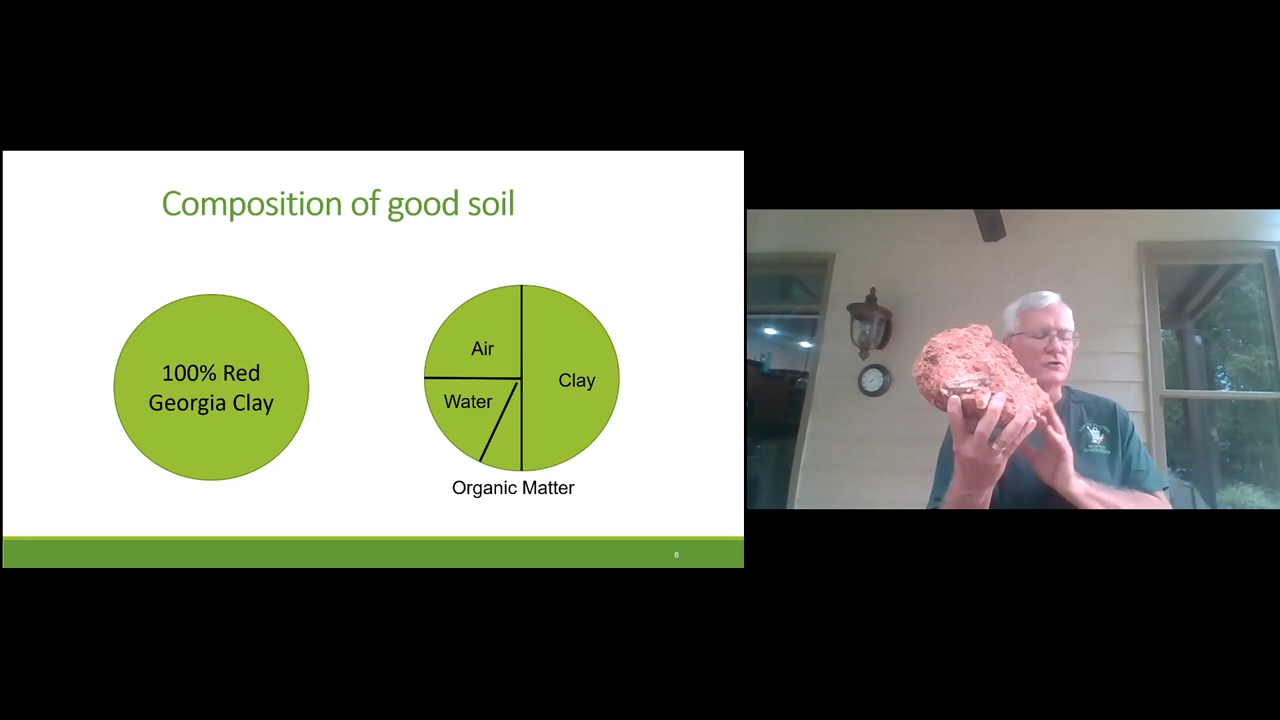 Composition of good soil
100% Red
Georgia Clay
Air
Water
Clay
Organic Matter
6